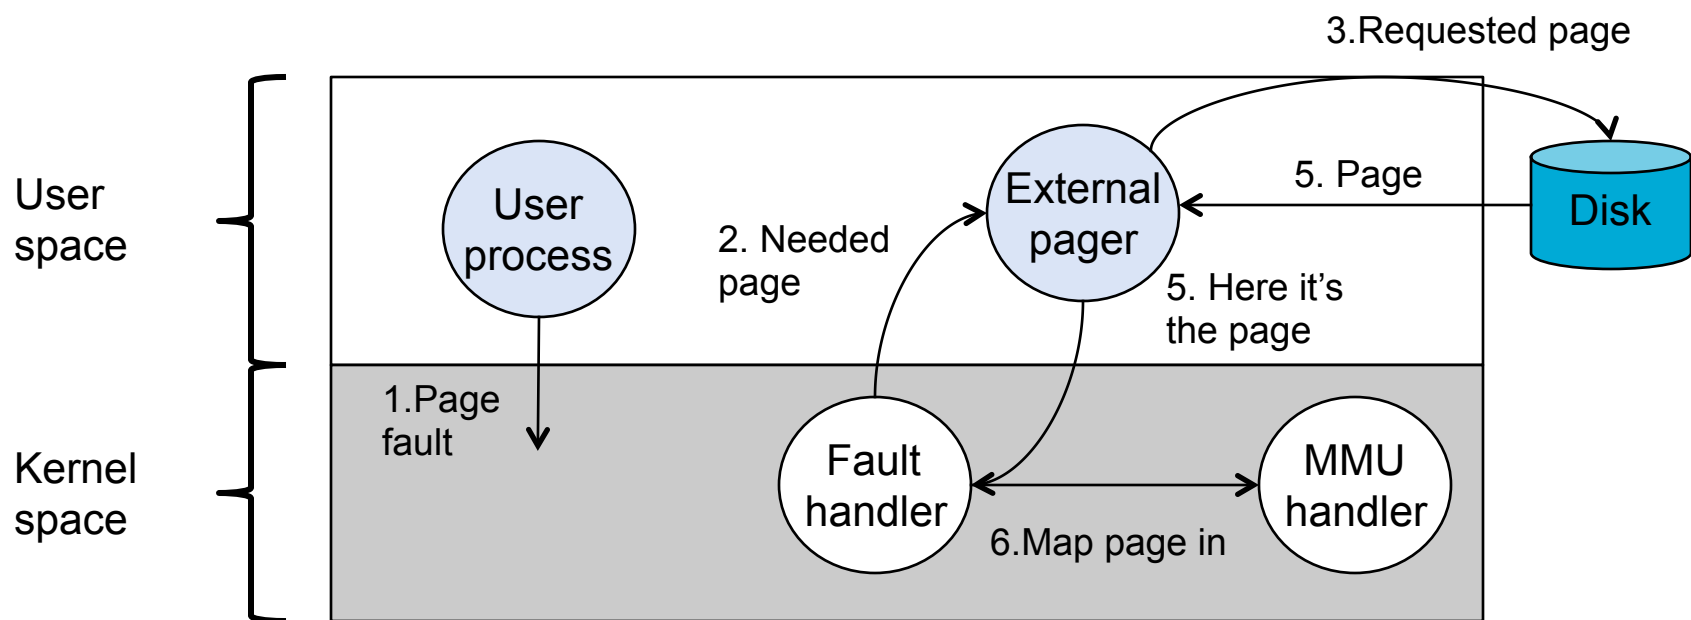 3.Requested page
User
space
User
process
External
pager
5. Page
Disk
2. Needed
page
5. Here it's
the page
1.Page
fault
Kernel
space
Fault
handler
MMU
handler
6.Map page in